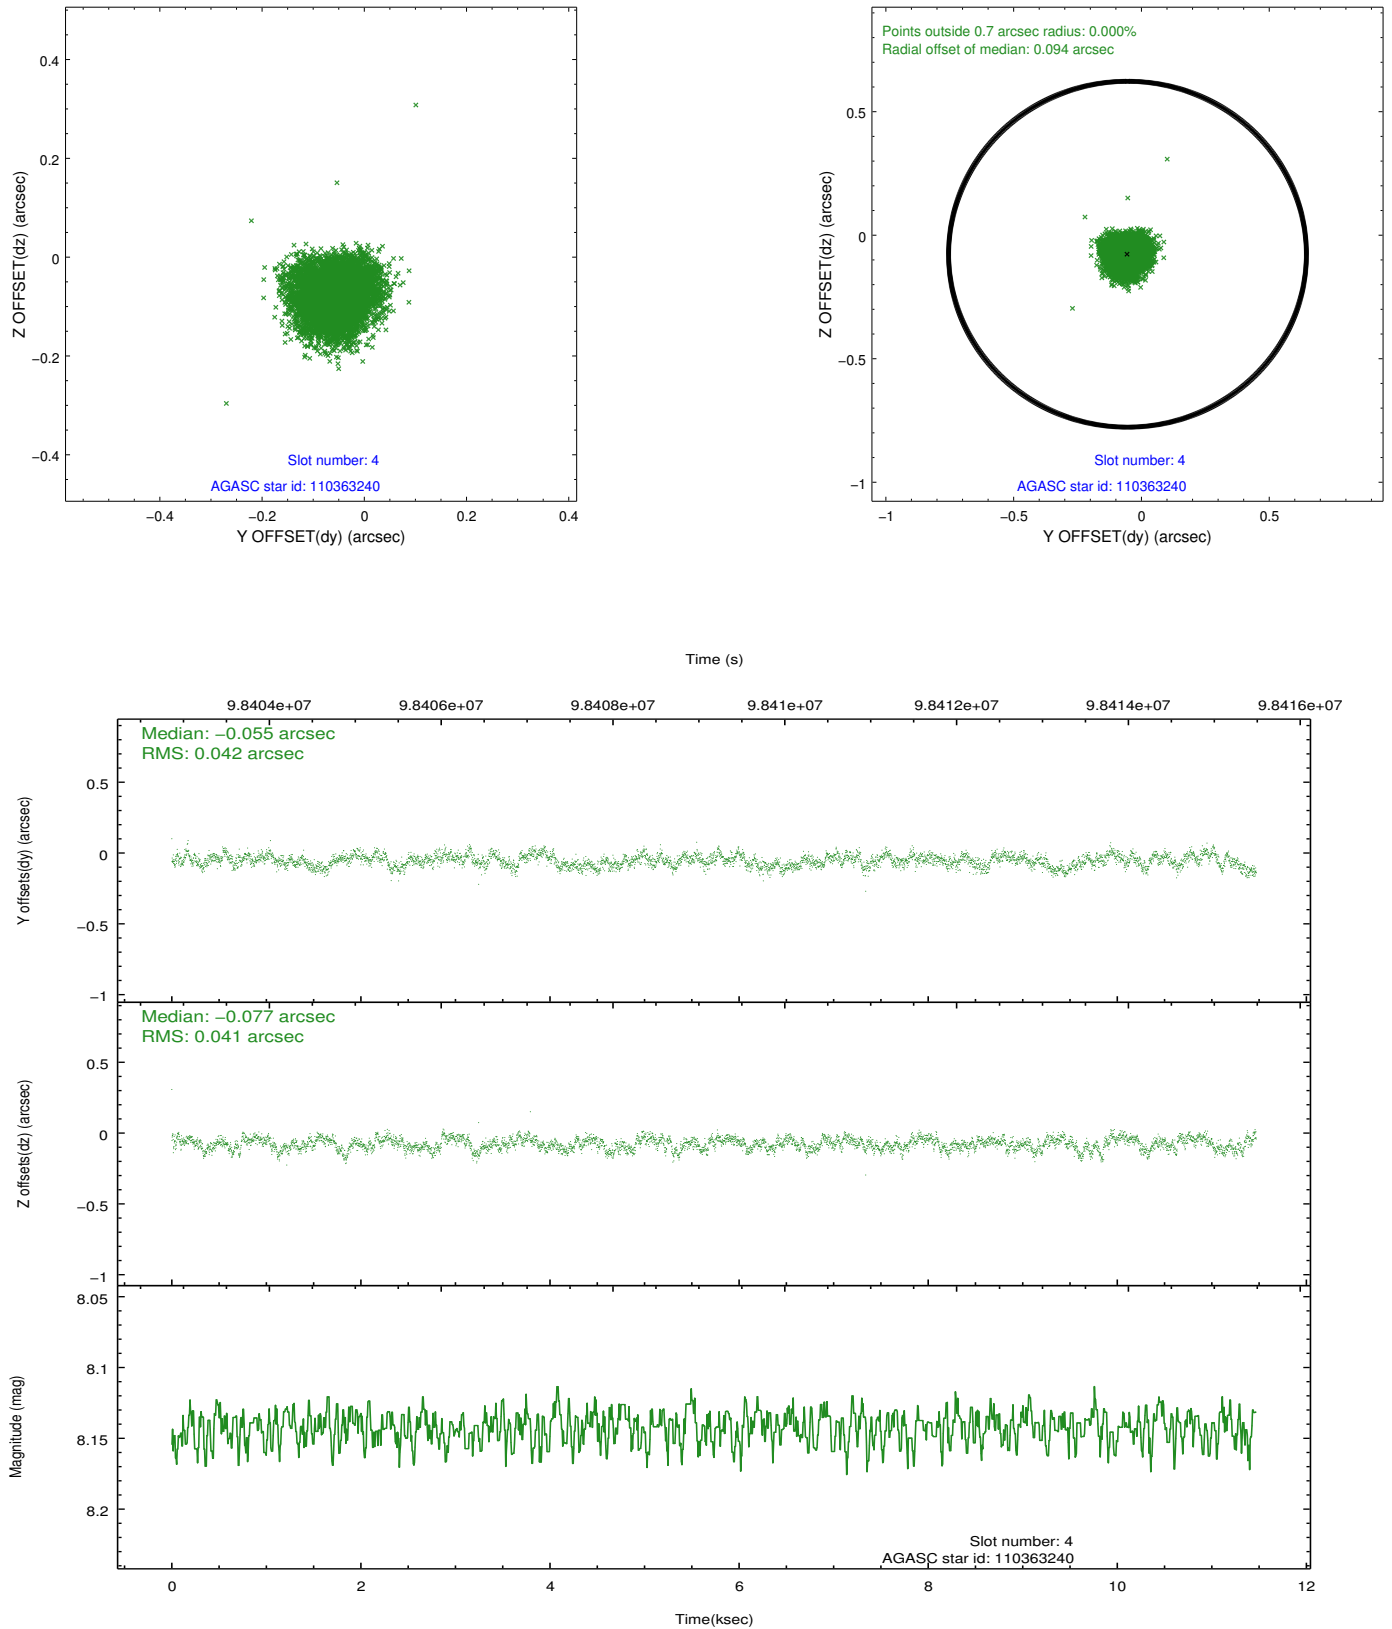 0.4
0.2
0
−0.2
−0.4
Z OFFSET(dz) (arcsec)
Slot number: 4
AGASC star id: 110363240
−0.4 −0.2 0 0.2 0.4
Y OFFSET(dy) (arcsec)
Points outside 0.7 arcsec radius: 0.000%
Radial offset of median: 0.094 arcsec
0.5
0
−0.5
−1
Z OFFSET(dz) (arcsec)
Slot number: 4
AGASC star id: 110363240
−1 −0.5 0 0.5
Y OFFSET(dy) (arcsec)
Time (s)
9.8404e+07 9.8406e+07 9.8408e+07 9.841e+07 9.8412e+07 9.8414e+07 9.8416e+07
Median: −0.055 arcsec
RMS: 0.042 arcsec
0.5
0
−0.5
−1
Y offsets(dy) (arcsec)
Median: −0.077 arcsec
RMS: 0.041 arcsec
0.5
0
−0.5
−1
Z offsets(dz) (arcsec)
8.05
8.1
8.15
8.2
Magnitude (mag)
Slot number: 4
AGASC star id: 110363240
0 2 4 6 8 10 12
Time(ksec)